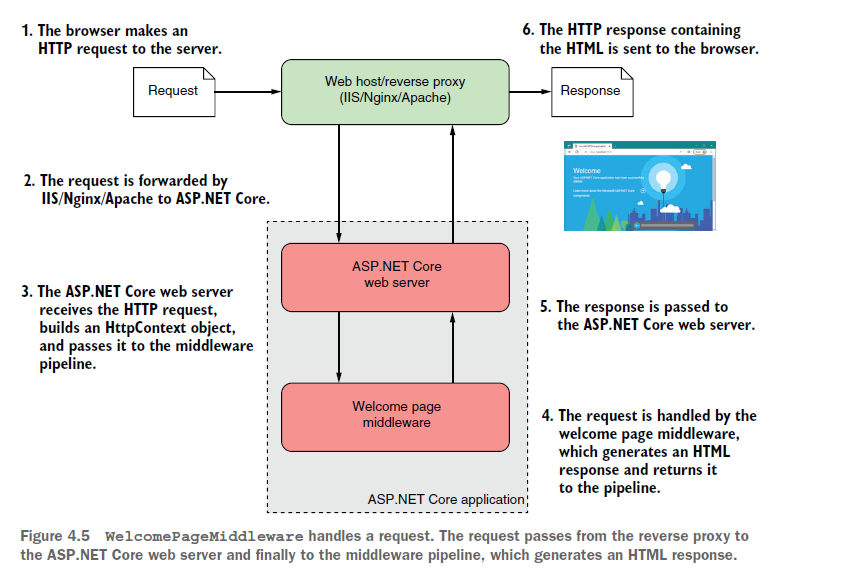 1. The browser makes an
HTTP request to the server.
6. The HTTP response containing
the HTML is sent to the browser.
Request
Web host/reverse proxy
(IIS/Nginx/Apache)
Response
Welcome
2. The request is forwarded by
IIS/Nginx/Apache to ASP.NET Core.
ASP.NET Core
web server
3. The ASP.NET Core web server
receives the HTTP request,
builds an HttpContext object,
and passes it to the middleware
pipeline.
5. The response is passed to
the ASP.NET Core web server.
Welcome page
middleware
4. The request is handled by the
welcome page middleware,
which generates an HTML
response and returns it
to the pipeline.
ASP.NET Core application
Figure 4.5 WelcomePageMiddleware handles a request. The request passes from the reverse proxy to
the ASP.NET Core web server and finally to the middleware pipeline, which generates an HTML response.